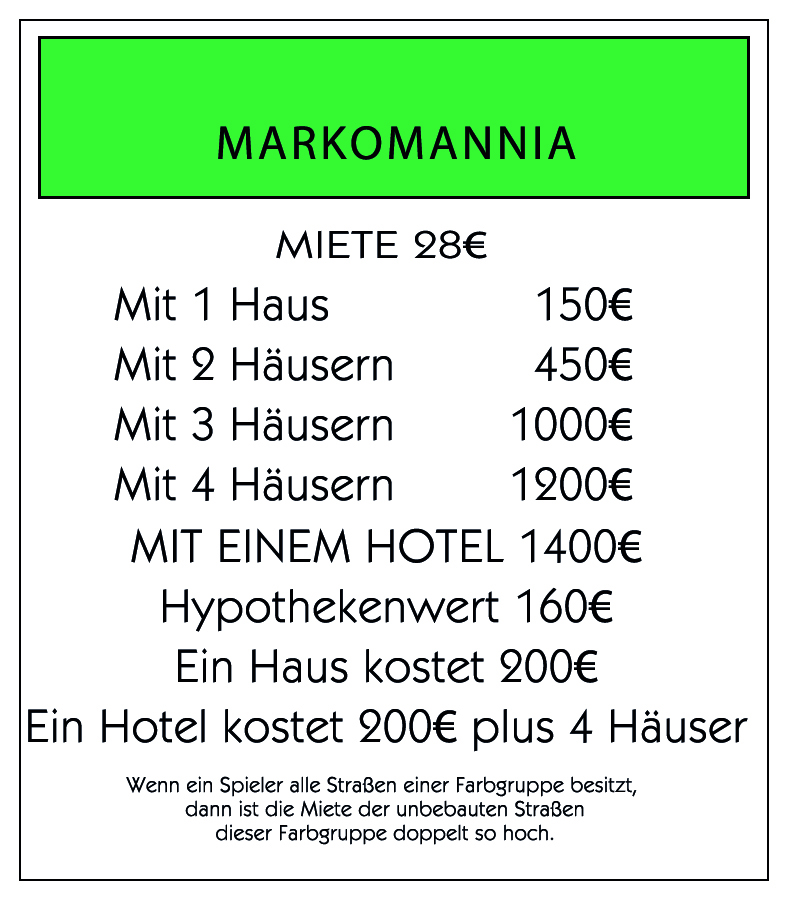 MARKOMANNIA
MIETE 28€
Mit 1 Haus 150€
Mit 2 Häusern 450€
Mit 3 Häusern 1000€
Mit 4 Häusern 1200€
MIT EINEM HOTEL 1400€
Hypothekenwert 160€
Ein Haus kostet 200€
Ein Hotel kostet 200€ plus 4 Häuser
Wenn ein Spieler alle Straßen einer Farbgruppe besitzt,
dann ist die Miete der unbebauten Straßen
dieser Farbgruppe doppelt so hoch.